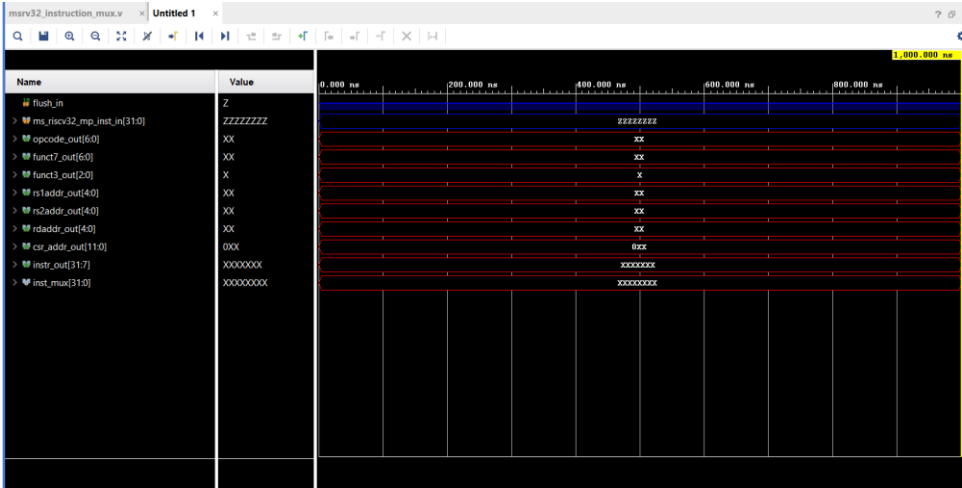 msrv32_instruction_mux.v × Untitled 1 ×
?
1,000.000 ns
Name Value 0.000 ns 200.000 ns 400.000 ns 600.000 ns 800.000 ns
flush_in Z
ms_riscv32_mp_inst_in[31:0] ZZZZZZZZ ZZZZZZZZ
opcode_out[6:0] XX XX
funct7_out[6:0] XX XX
funct3_out[2:0] X X
rs1addr_out[4:0] XX XX
rs2addr_out[4:0] XX XX
rdaddr_out[4:0] XX XX
csr_addr_out[11:0] 0XX 0XX
instr_out[31:7] XXXXXXX XXXXXXX
inst_mux[31:0] XXXXXXXX XXXXXXXX